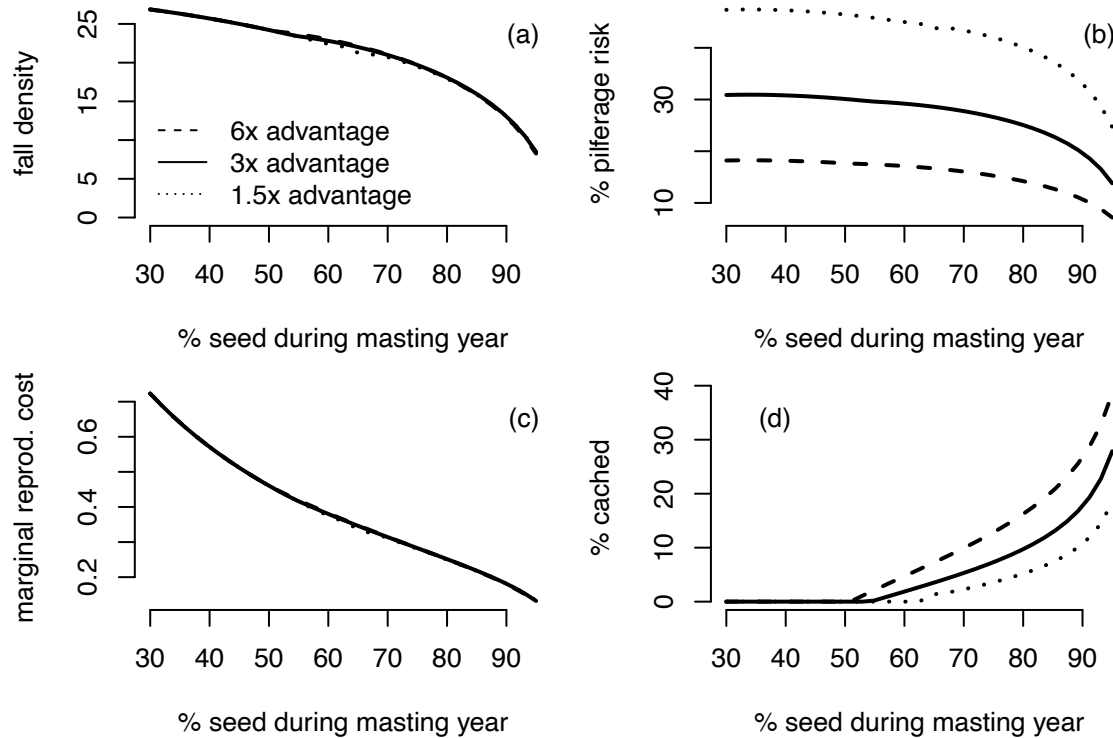 (a)
fall density
0 5 15 25
6x advantage
3x advantage
1.5x advantage
30 40 50 60 70 80 90
% seed during masting year
(b)
% pilferage risk
10 30
30 40 50 60 70 80 90
% seed during masting year
(c)
marginal reprod. cost
0.2 0.4 0.6
30 40 50 60 70 80 90
% seed during masting year
(d)
% cached
0 10 20 30 40
30 40 50 60 70 80 90
% seed during masting year